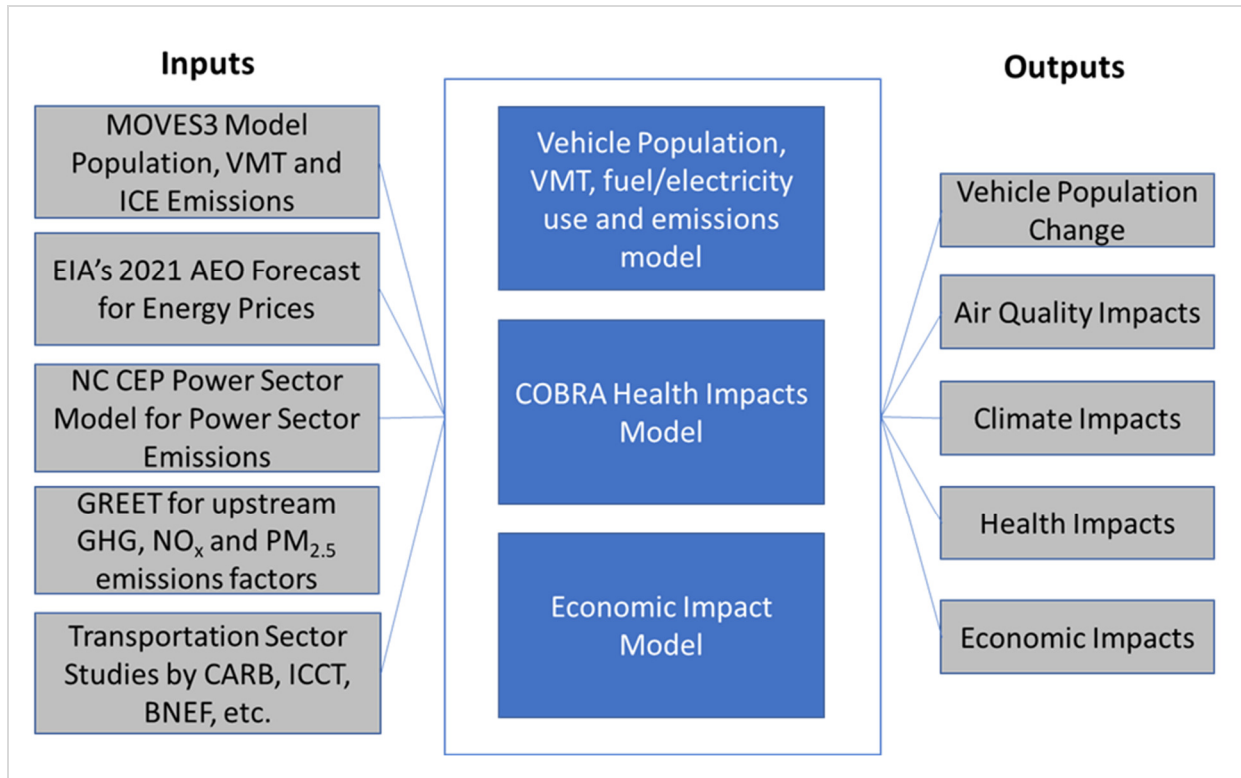 Inputs
MOVES3 Model
Population, VMT and
ICE Emissions
EIA’s 2021 AEO Forecast
for Energy Prices
NC CEP Power Sector
Model for Power Sector
Emissions
GREET for upstream
GHG, NOₓ and PM₂.₅
emissions factors
Transportation Sector
Studies by CARB, ICCT,
BNEF, etc.
Vehicle Population,
VMT, fuel/electricity
use and emissions
model
COBRA Health Impacts
Model
Economic Impact
Model
Outputs
Vehicle Population
Change
Air Quality Impacts
Climate Impacts
Health Impacts
Economic Impacts